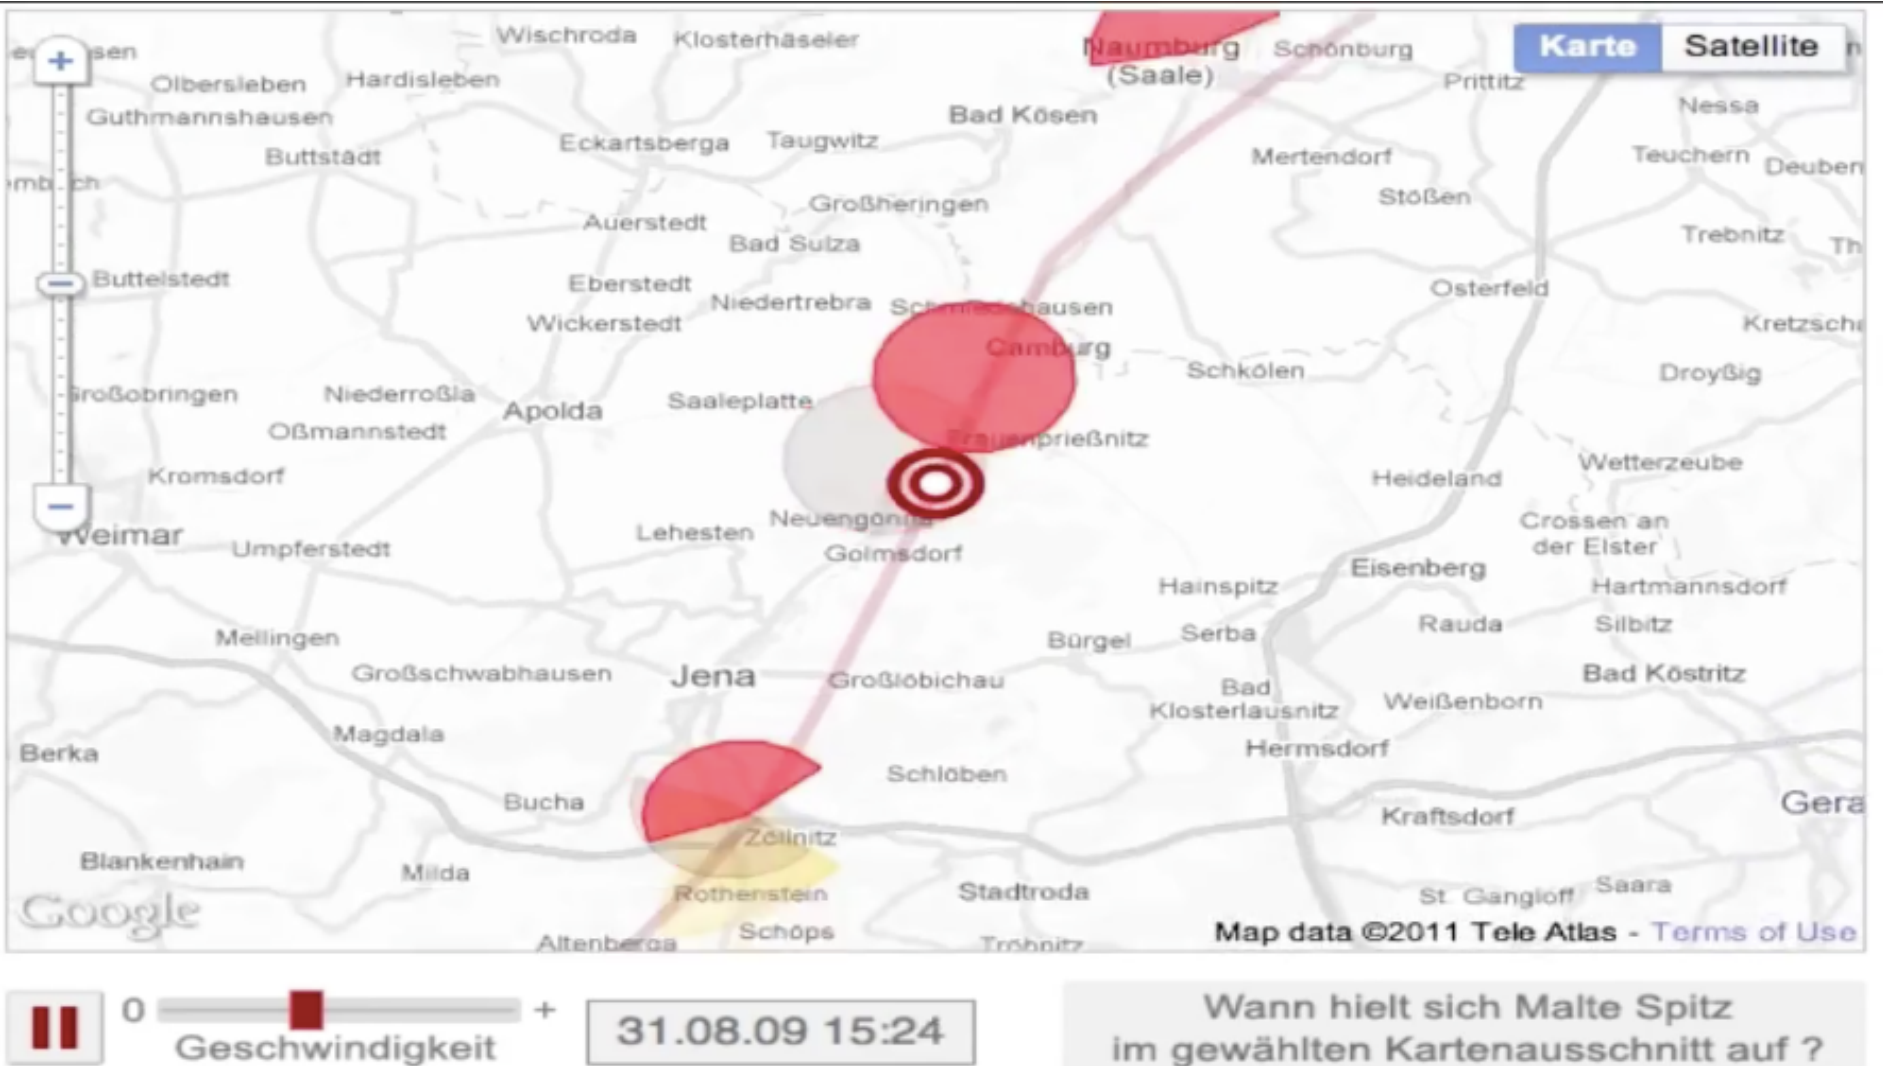 Wischroda
Klosterhäseler
Naumburg
(Saale)
Schönburg
Karte
Satellite
Olbersleben
Hardisleben
Prittitz
Guthmannshausen
Bad Kösen
Nessa
Buttstädt
Eckartsberga
Taugwitz
Mertendorf
Teuchern
Deuben
Stößen
Auerstedt
Großheringen
Bad Sulza
Trebnitz
Th
Buttelstedt
Eberstedt
Niedertrebra
Osterfeld
Wickerstedt
Camburg
Schkölen
Droyßig
Großobringen
Niederroßla
Apolda
Saaleplatte
Oßmannstedt
Frauenprießnitz
Kromsdorf
Heideland
Wetterzeube
Weimar
Umpferstedt
Lehesten
Golmsdorf
Crossen an
der Elster
Eisenberg
Hainspitz
Hartmannsdorf
Mellingen
Bürgel
Serba
Rauda
Silbitz
Großschwabhausen
Jena
Großlöbichau
Bad
Klosterlausnitz
Weißenborn
Bad Köstritz
Berka
Magdala
Hermsdorf
Schlöben
Bucha
Kraftsdorf
Gera
Zöllnitz
Blankenhain
Milda
Rothenstein
Stadtroda
St. Gangloff
Saara
Google
Altenberga
Schöps
Tröbnitz
Map data ©2011 Tele Atlas - Terms of Use
0
+
Geschwindigkeit
31.08.09 15:24
Wann hielt sich Malte Spitz
im gewählten Kartenausschnitt auf ?